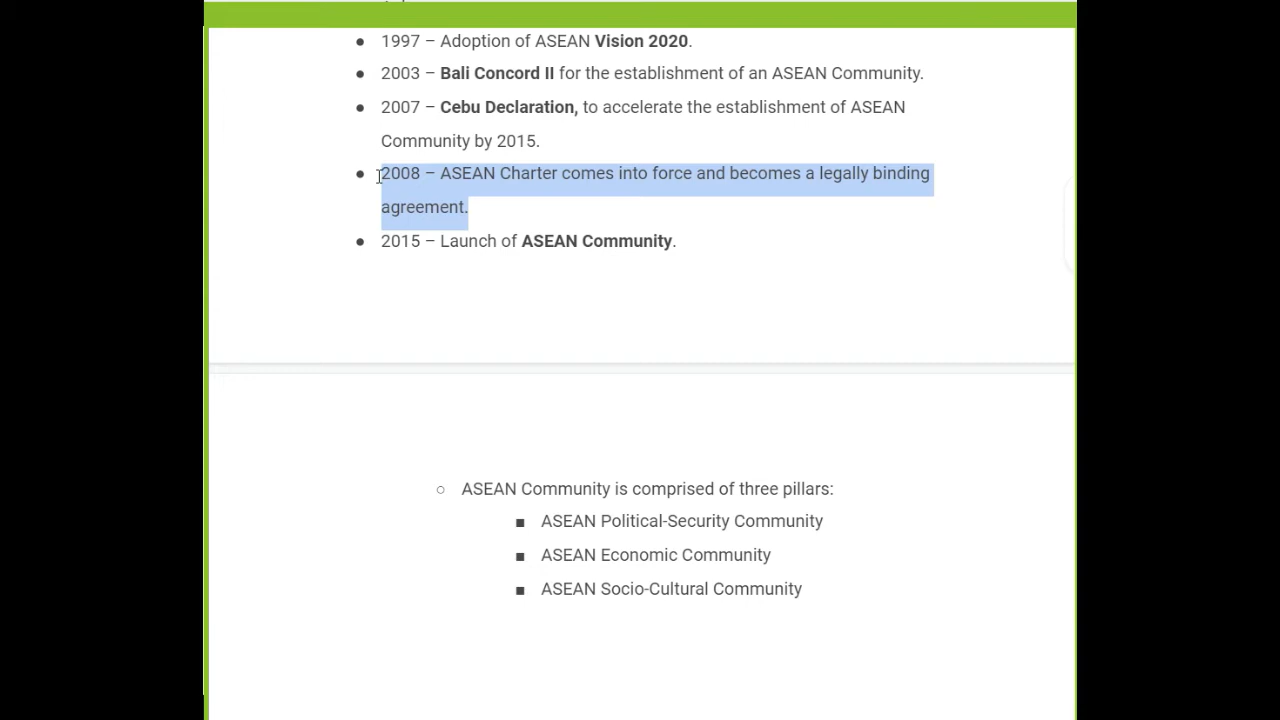 ● 1997 – Adoption of ASEAN Vision 2020.
● 2003 – Bali Concord II for the establishment of an ASEAN Community.
● 2007 – Cebu Declaration, to accelerate the establishment of ASEAN
Community by 2015.
● 2008 – ASEAN Charter comes into force and becomes a legally binding
agreement.
● 2015 – Launch of ASEAN Community.
○ ASEAN Community is comprised of three pillars:
■ ASEAN Political-Security Community
■ ASEAN Economic Community
■ ASEAN Socio-Cultural Community